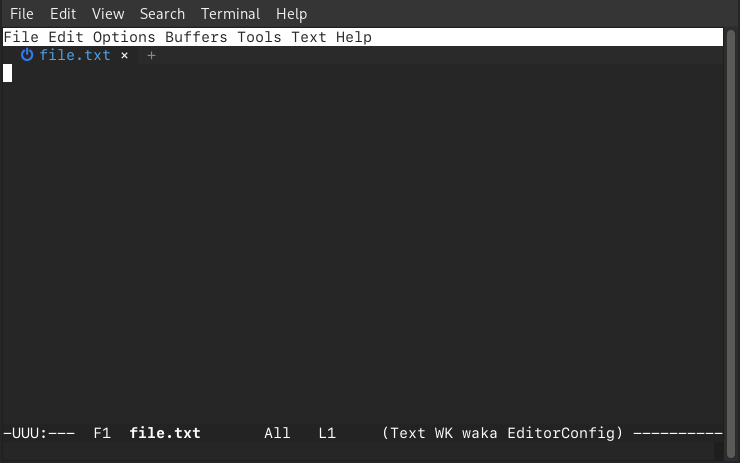 File Edit View Search Terminal Help
File Edit Options Buffers Tools Text Help
file.txt × +
-UUU:--- F1 file.txt All L1 (Text WK waka EditorConfig) ----------